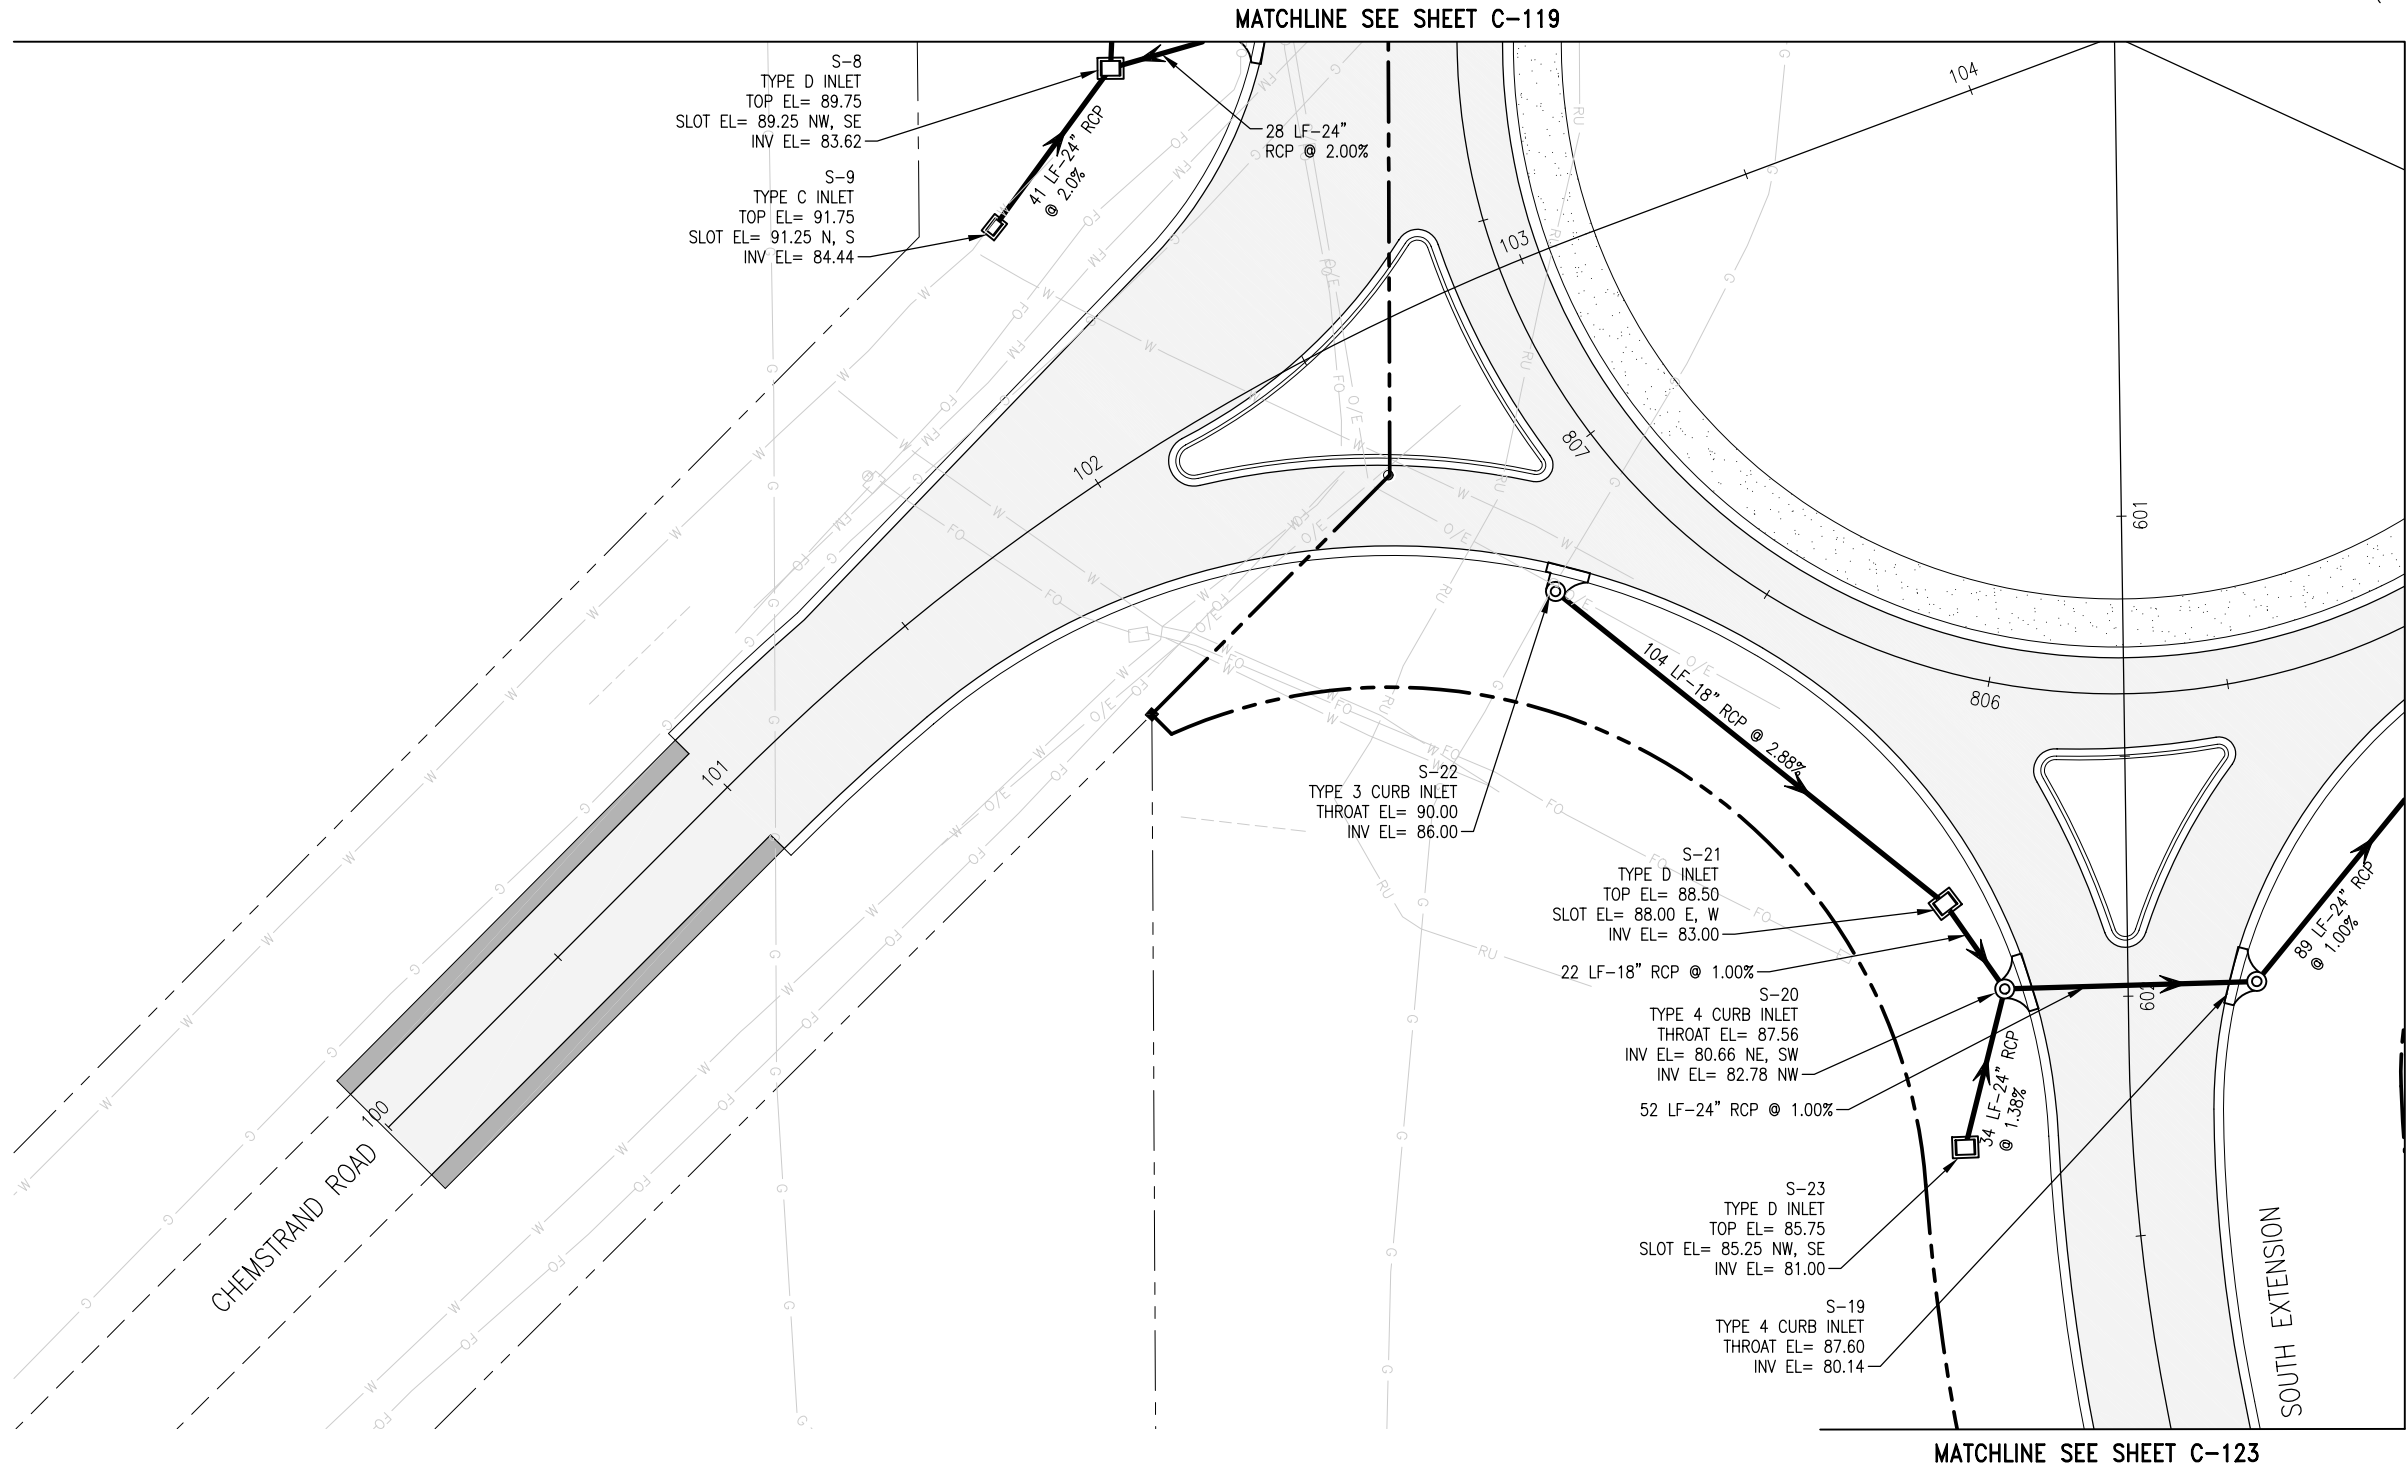 MATCHLINE SEE SHEET C-119
S-8
TYPE D INLET
TOP EL= 89.75
SLOT EL= 89.25 NW, SE
INV EL= 83.62
S-9
TYPE C INLET
TOP EL= 91.75
SLOT EL= 91.25 N, S
INV EL= 84.44
41 LF-24" RCP
@ 2.0%
28 LF-24"
RCP @ 2.00%
104
103
102
101
100
807
806
601
602
104 LF-18" RCP @ 2.88%
S-22
TYPE 3 CURB INLET
THROAT EL= 90.00
INV EL= 86.00
S-21
TYPE D INLET
TOP EL= 88.50
SLOT EL= 88.00 E, W
INV EL= 83.00
22 LF-18" RCP @ 1.00%
S-20
TYPE 4 CURB INLET
THROAT EL= 87.56
INV EL= 80.66 NE, SW
INV EL= 82.78 NW
52 LF-24" RCP @ 1.00%
89 LF-24" RCP
@ 1.00%
34 LF-24" RCP
@ 1.38%
S-23
TYPE D INLET
TOP EL= 85.75
SLOT EL= 85.25 NW, SE
INV EL= 81.00
S-19
TYPE 4 CURB INLET
THROAT EL= 87.60
INV EL= 80.14
CHEMSTRAND ROAD
SOUTH EXTENSION
MATCHLINE SEE SHEET C-123